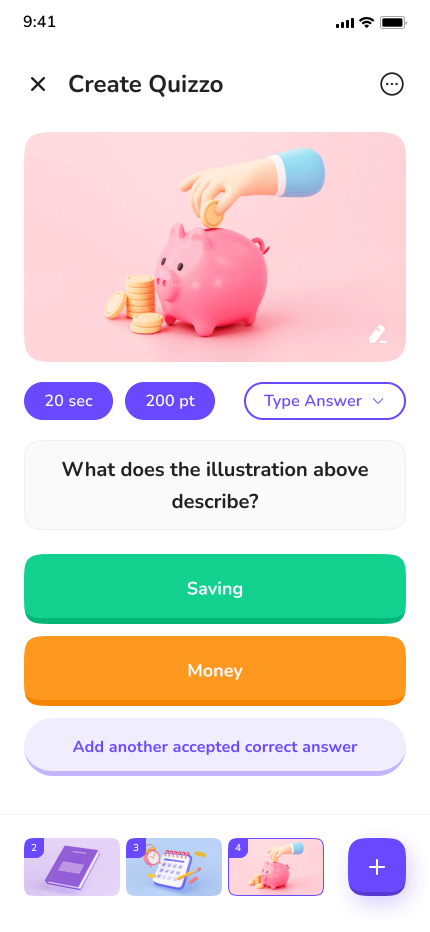 9:41
Create Quizzo
20 sec
200 pt
Type Answer
What does the illustration above
describe?
Saving
Money
Add another accepted correct answer
2
3
4